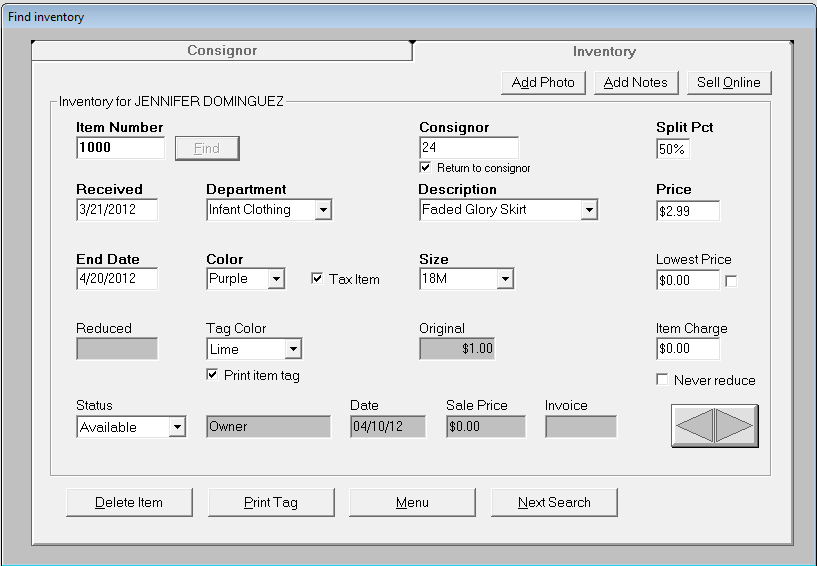 Find inventory
Consignor Inventory
Add Photo Add Notes Sell Online
Inventory for JENNIFER DOMINGUEZ
Item Number Consignor Split Pct
1000 Find 24 50%
Return to consignor
Received Department Description Price
3/21/2012 Infant Clothing Faded Glory Skirt $2.99
End Date Color Size Lowest Price
4/20/2012 Purple Tax Item 18M $0.00
Reduced Tag Color Original Item Charge
Lime $1.00 $0.00
Print item tag Never reduce
Status Date Sale Price Invoice
Available Owner 04/10/12 $0.00
Delete Item Print Tag Menu Next Search